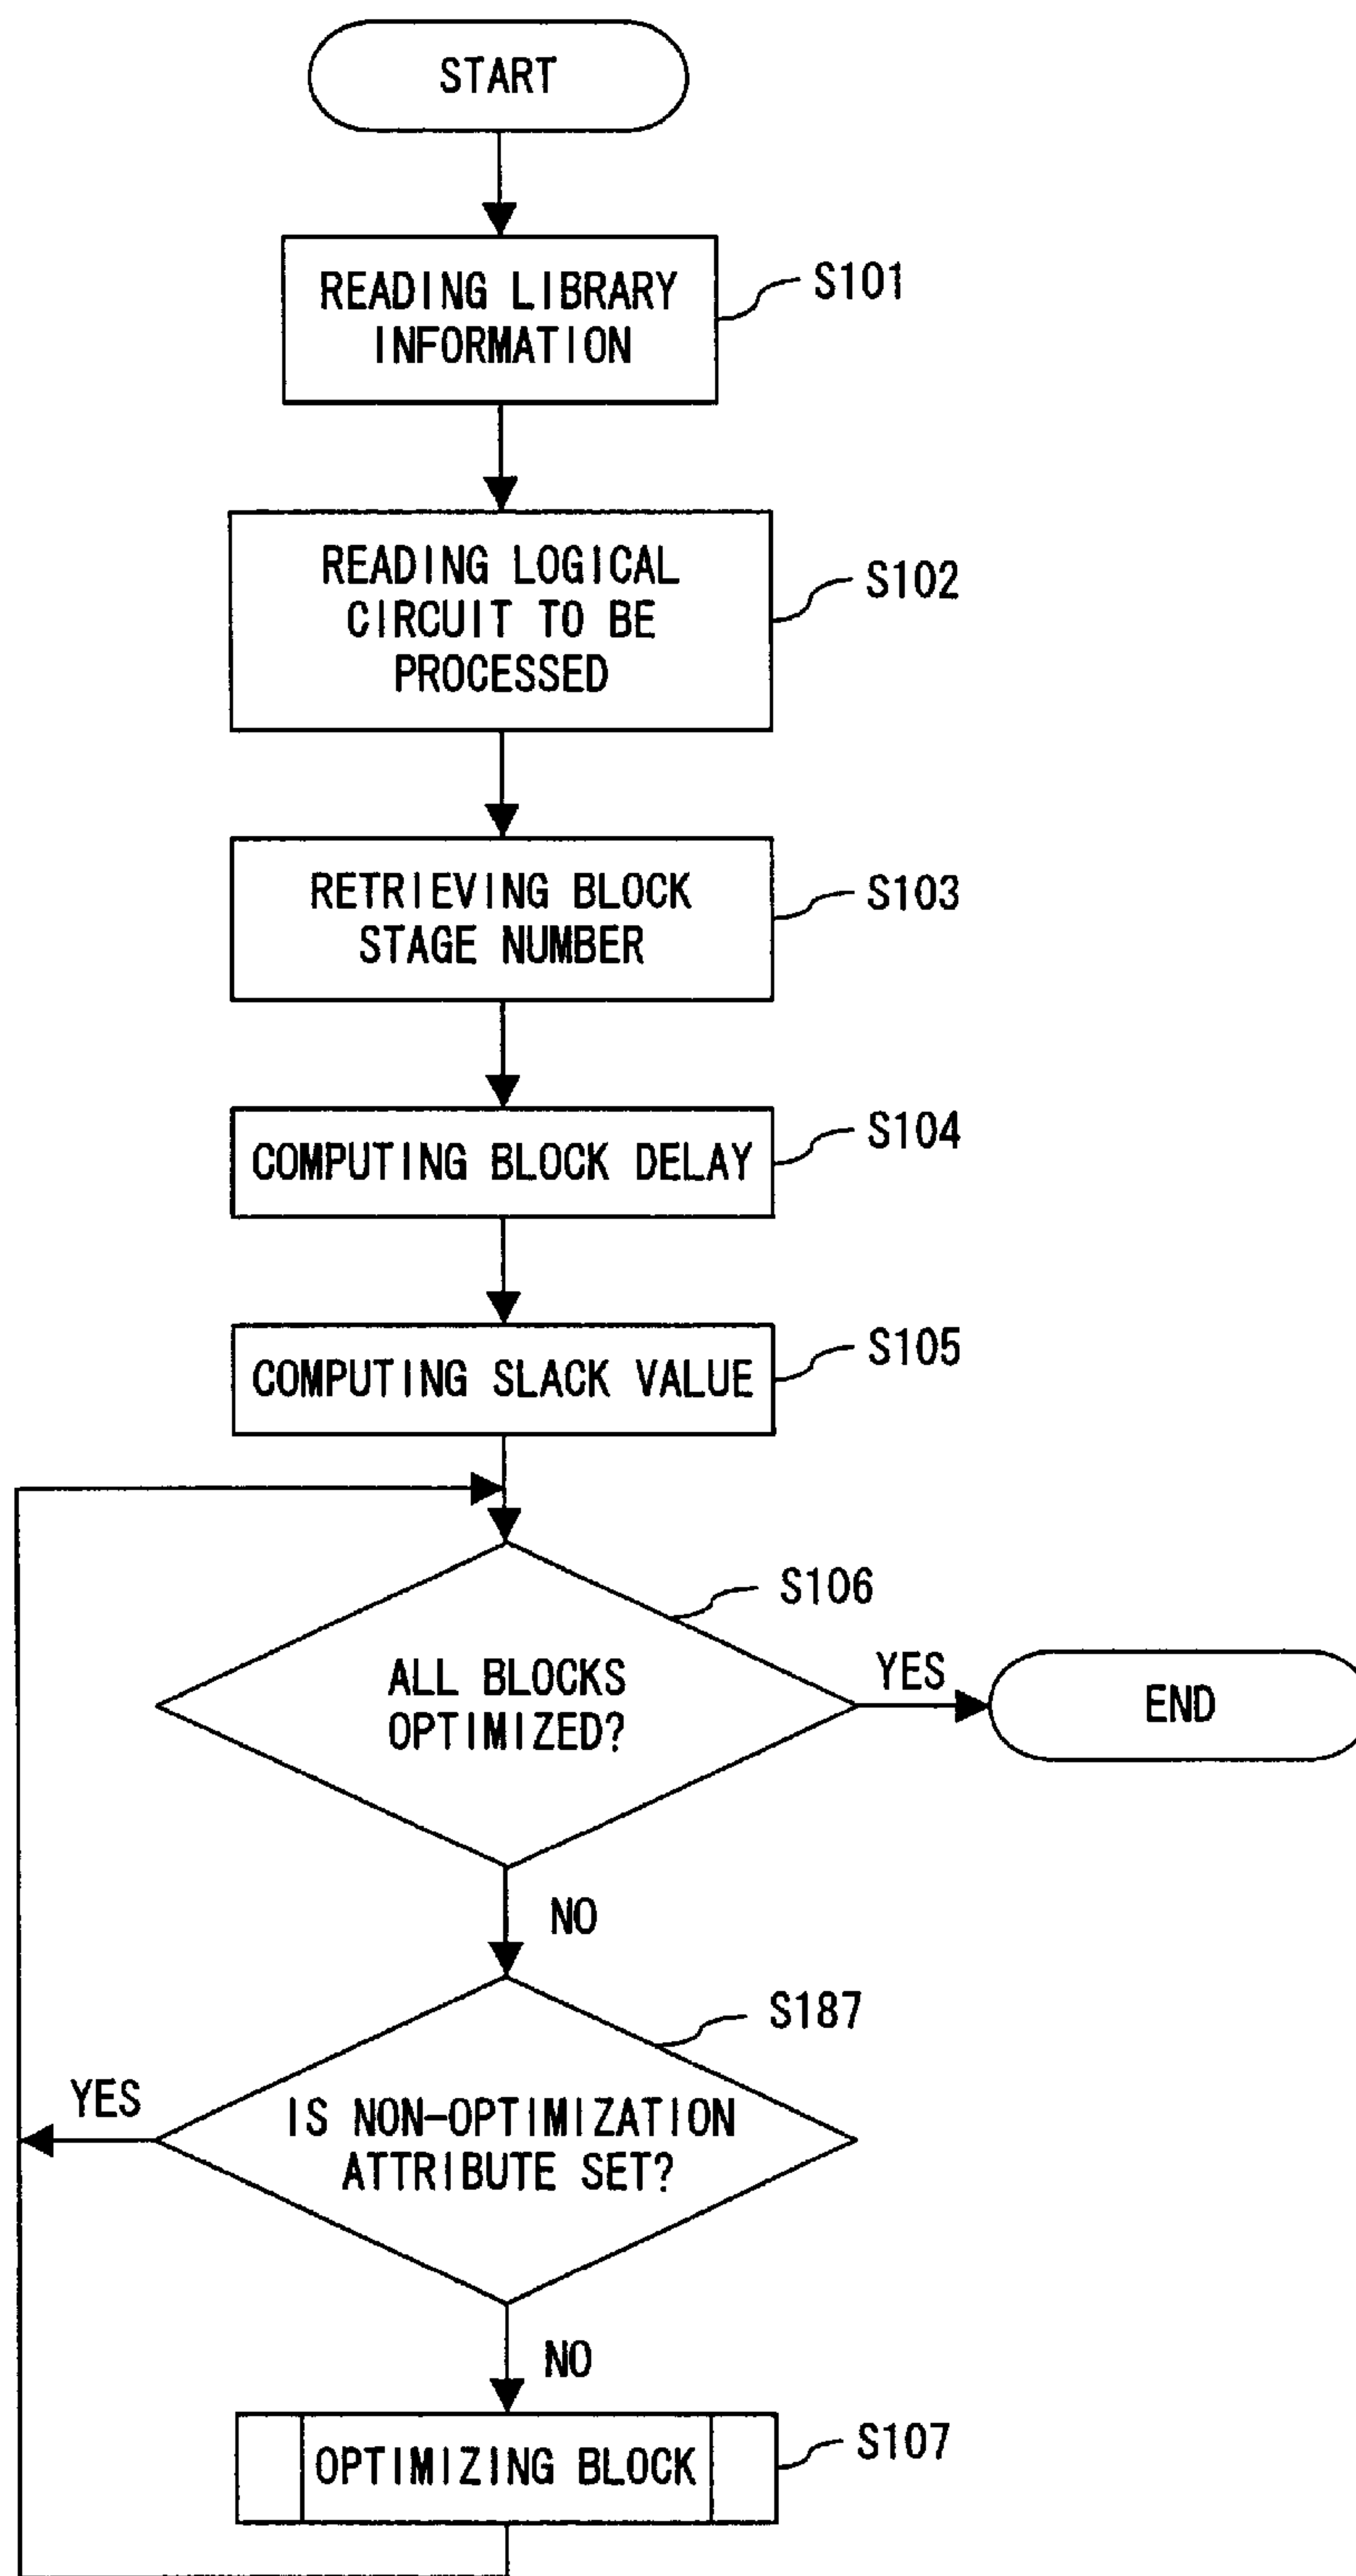 START
READING LIBRARY
INFORMATION
S101
READING LOGICAL
CIRCUIT TO BE
PROCESSED
S102
RETRIEVING BLOCK
STAGE NUMBER
S103
COMPUTING BLOCK DELAY
S104
COMPUTING SLACK VALUE
S105
S106
ALL BLOCKS
OPTIMIZED?
YES
END
NO
S187
YES
IS NON-OPTIMIZATION
ATTRIBUTE SET?
NO
OPTIMIZING BLOCK
S107